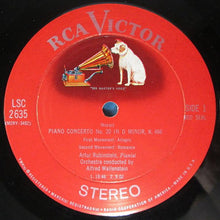 RCA VICTOR
"HIS MASTER'S VOICE"
LSC
2635
SIDE 1
Mozart
PIANO CONCERTO No. 20 IN D MINOR, K. 466
First Movement: Allegro
Second Movement: Romance
Artur Rubinstein, Pianist
Orchestra conducted by
Alfred Wallenstein
STEREO